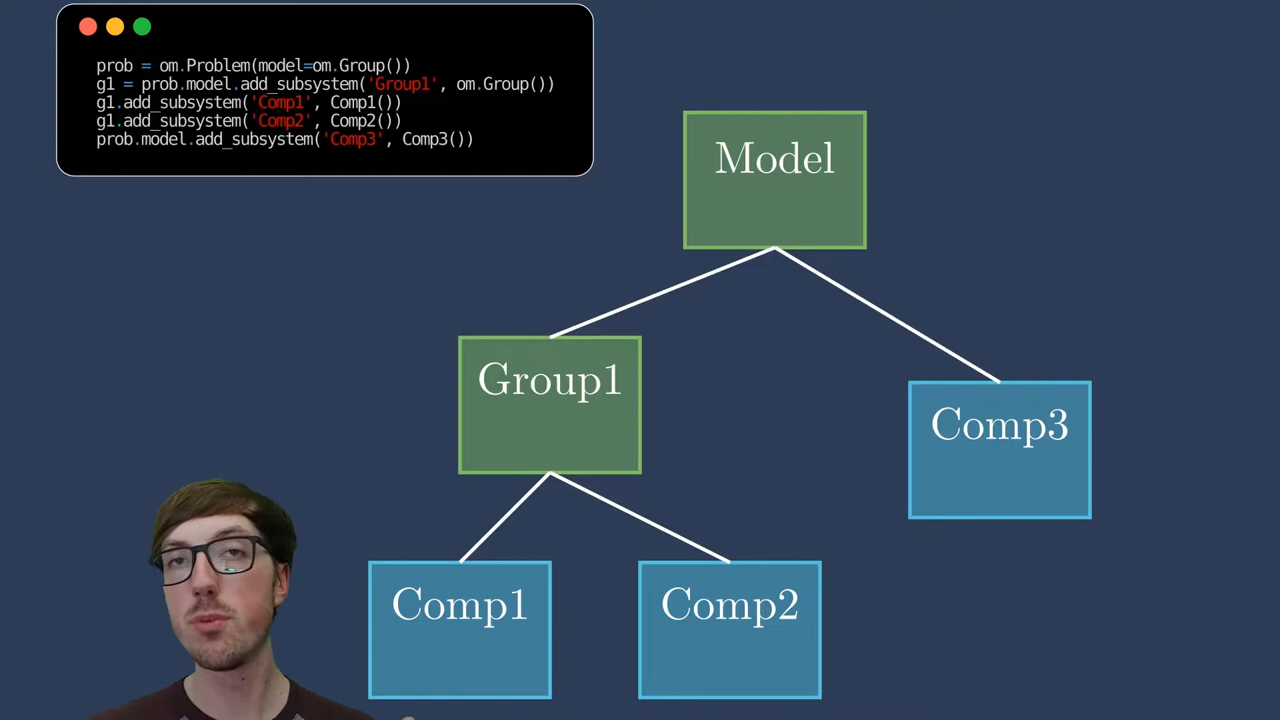 prob = om.Problem(model=om.Group())
g1 = prob.model.add_subsystem('Group1', om.Group())
g1.add_subsystem('Comp1', Comp1())
g1.add_subsystem('Comp2', Comp2())
prob.model.add_subsystem('Comp3', Comp3())
Model
Group1
Comp3
Comp1
Comp2